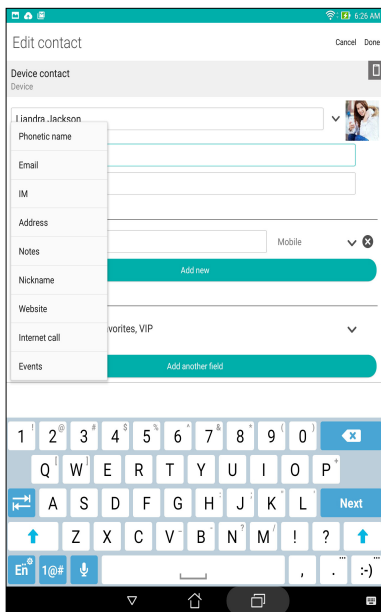 6:26 AM
Edit contact
Cancel Done
Device contact
Device
Liandra Jackson
Phonetic name
Email
IM
Address
Notes
Mobile
Nickname
Add new
Website
Internet call
vorites, VIP
Events
Add another field
1 ! 2 @ 3 # 4 $ 5 % 6 ^ 7 & 8 * 9 ( 0 )
Q [ W ] E R T Y U I O P +
A S D F G H : J ; K " L ' Next
Z X C V - B - N ? M / ! ?
En 1@# , . ... :-) ...